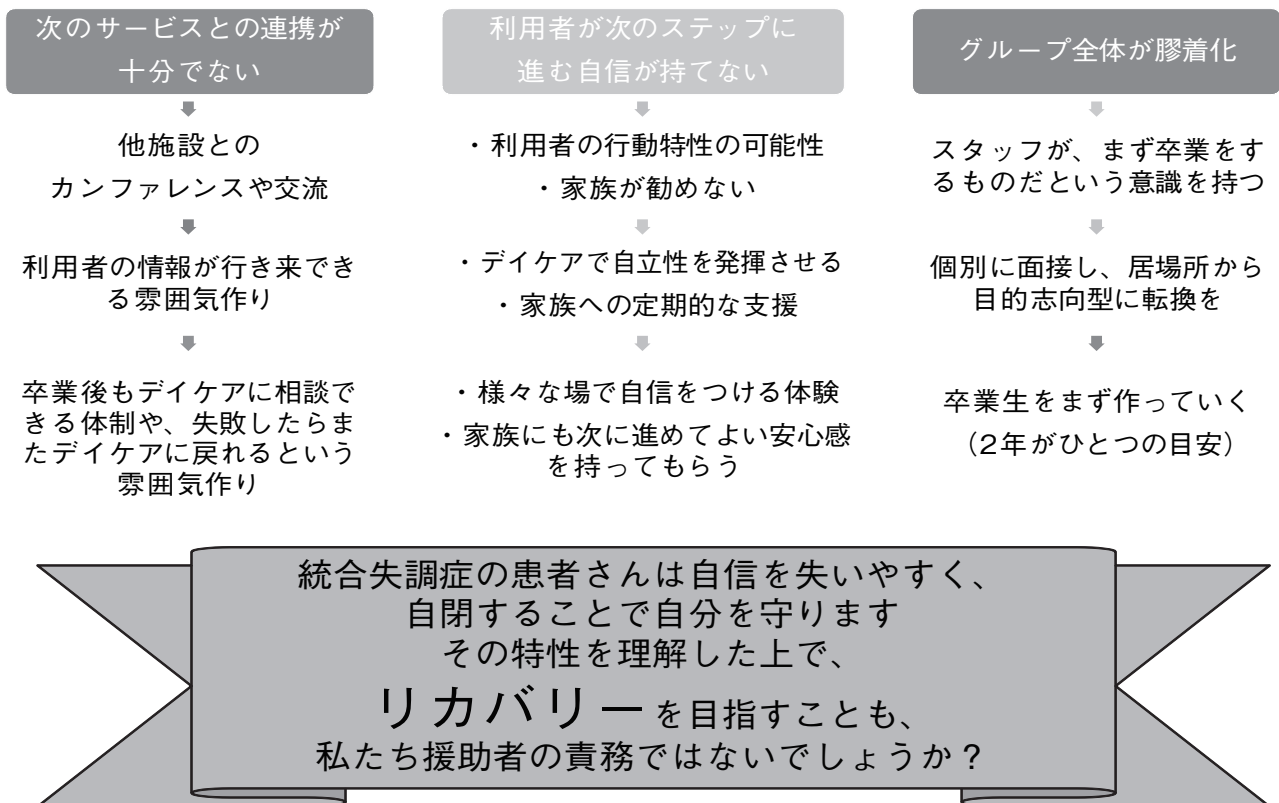 次のサービスとの連携が
十分でない
他施設との
カンファレンスや交流
利用者の情報が行き来でき
る雰囲気作り
卒業後もデイケアに相談で
きる体制や、失敗したらま
たデイケアに戻れるという
雰囲気作り
利用者が次のステップに
進む自信が持てない
・利用者の行動特性の可能性
・家族が勧めない
・デイケアで自立性を発揮させる
・家族への定期的な支援
・様々な場で自信をつける体験
・家族にも次に進めてよい安心感
を持ってもらう
グループ全体が膠着化
スタッフが、まず卒業をす
るものだという意識を持つ
個別に面接し、居場所から
目的志向型に転換を
卒業生をまず作っていく
（2年がひとつの目安）
統合失調症の患者さんは自信を失いやすく、
自閉することで自分を守ります
その特性を理解した上で、
リカバリーを目指すことも、
私たち援助者の責務ではないでしょうか？